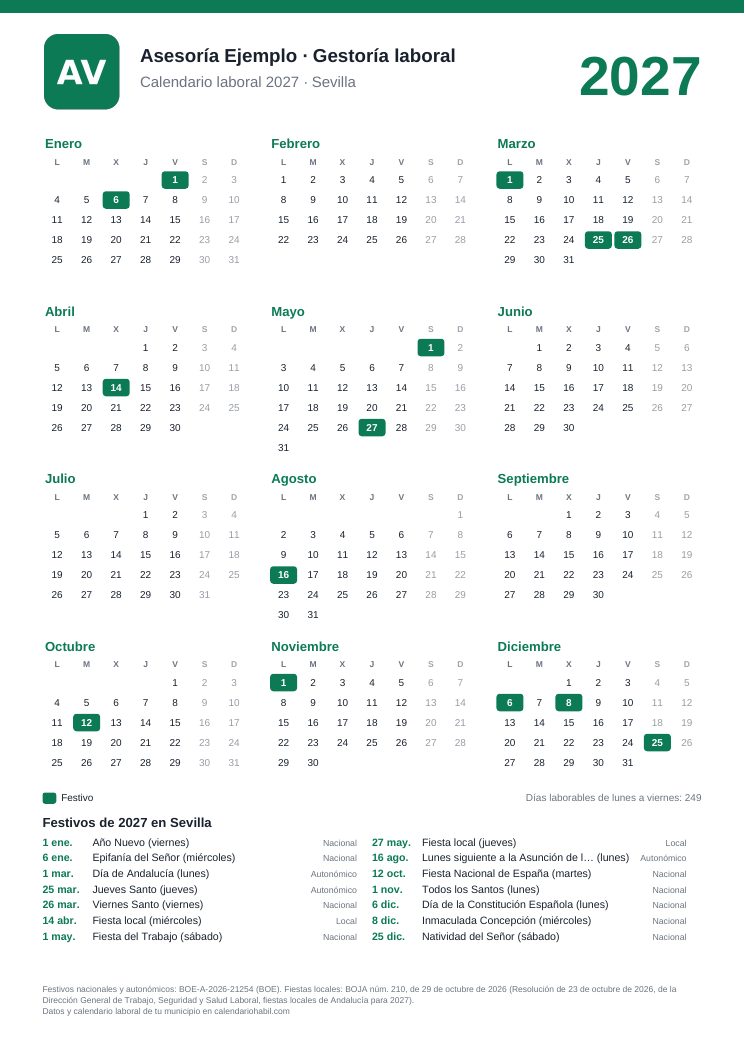 AV
Asesoría Ejemplo · Gestoría laboral
Calendario laboral 2027 · Sevilla
2027
Enero
L M X J V S D
1 2 3
4 5 6 7 8 9 10
11 12 13 14 15 16 17
18 19 20 21 22 23 24
25 26 27 28 29 30 31
Febrero
L M X J V S D
1 2 3 4 5 6 7
8 9 10 11 12 13 14
15 16 17 18 19 20 21
22 23 24 25 26 27 28
Marzo
L M X J V S D
1 2 3 4 5 6 7
8 9 10 11 12 13 14
15 16 17 18 19 20 21
22 23 24 25 26 27 28
29 30 31
Abril
L M X J V S D
1 2 3 4
5 6 7 8 9 10 11
12 13 14 15 16 17 18
19 20 21 22 23 24 25
26 27 28 29 30
Mayo
L M X J V S D
1 2
3 4 5 6 7 8 9
10 11 12 13 14 15 16
17 18 19 20 21 22 23
24 25 26 27 28 29 30
31
Junio
L M X J V S D
1 2 3 4 5 6
7 8 9 10 11 12 13
14 15 16 17 18 19 20
21 22 23 24 25 26 27
28 29 30
Julio
L M X J V S D
1 2 3 4
5 6 7 8 9 10 11
12 13 14 15 16 17 18
19 20 21 22 23 24 25
26 27 28 29 30 31
Agosto
L M X J V S D
1
2 3 4 5 6 7 8
9 10 11 12 13 14 15
16 17 18 19 20 21 22
23 24 25 26 27 28 29
30 31
Septiembre
L M X J V S D
1 2 3 4 5
6 7 8 9 10 11 12
13 14 15 16 17 18 19
20 21 22 23 24 25 26
27 28 29 30
Octubre
L M X J V S D
1 2 3
4 5 6 7 8 9 10
11 12 13 14 15 16 17
18 19 20 21 22 23 24
25 26 27 28 29 30 31
Noviembre
L M X J V S D
1 2 3 4 5 6 7
8 9 10 11 12 13 14
15 16 17 18 19 20 21
22 23 24 25 26 27 28
29 30
Diciembre
L M X J V S D
1 2 3 4 5
6 7 8 9 10 11 12
13 14 15 16 17 18 19
20 21 22 23 24 25 26
27 28 29 30 31
Festivo
Días laborables de lunes a viernes: 249
Festivos de 2027 en Sevilla
1 ene. Año Nuevo (viernes) Nacional
6 ene. Epifanía del Señor (miércoles) Nacional
1 mar. Día de Andalucía (lunes) Autonómico
25 mar. Jueves Santo (jueves) Autonómico
26 mar. Viernes Santo (viernes) Nacional
14 abr. Fiesta local (miércoles) Local
1 may. Fiesta del Trabajo (sábado) Nacional
27 may. Fiesta local (jueves) Local
16 ago. Lunes siguiente a la Asunción de l… (lunes) Autonómico
12 oct. Fiesta Nacional de España (martes) Nacional
1 nov. Todos los Santos (lunes) Nacional
6 dic. Día de la Constitución Española (lunes) Nacional
8 dic. Inmaculada Concepción (miércoles) Nacional
25 dic. Natividad del Señor (sábado) Nacional
Festivos nacionales y autonómicos: BOE-A-2026-21254 (BOE). Fiestas locales: BOJA núm. 210, de 29 de octubre de 2026 (Resolución de 23 de octubre de 2026, de la
Dirección General de Trabajo, Seguridad y Salud Laboral, fiestas locales de Andalucía para 2027).
Datos y calendario laboral de tu municipio en calendariohabil.com